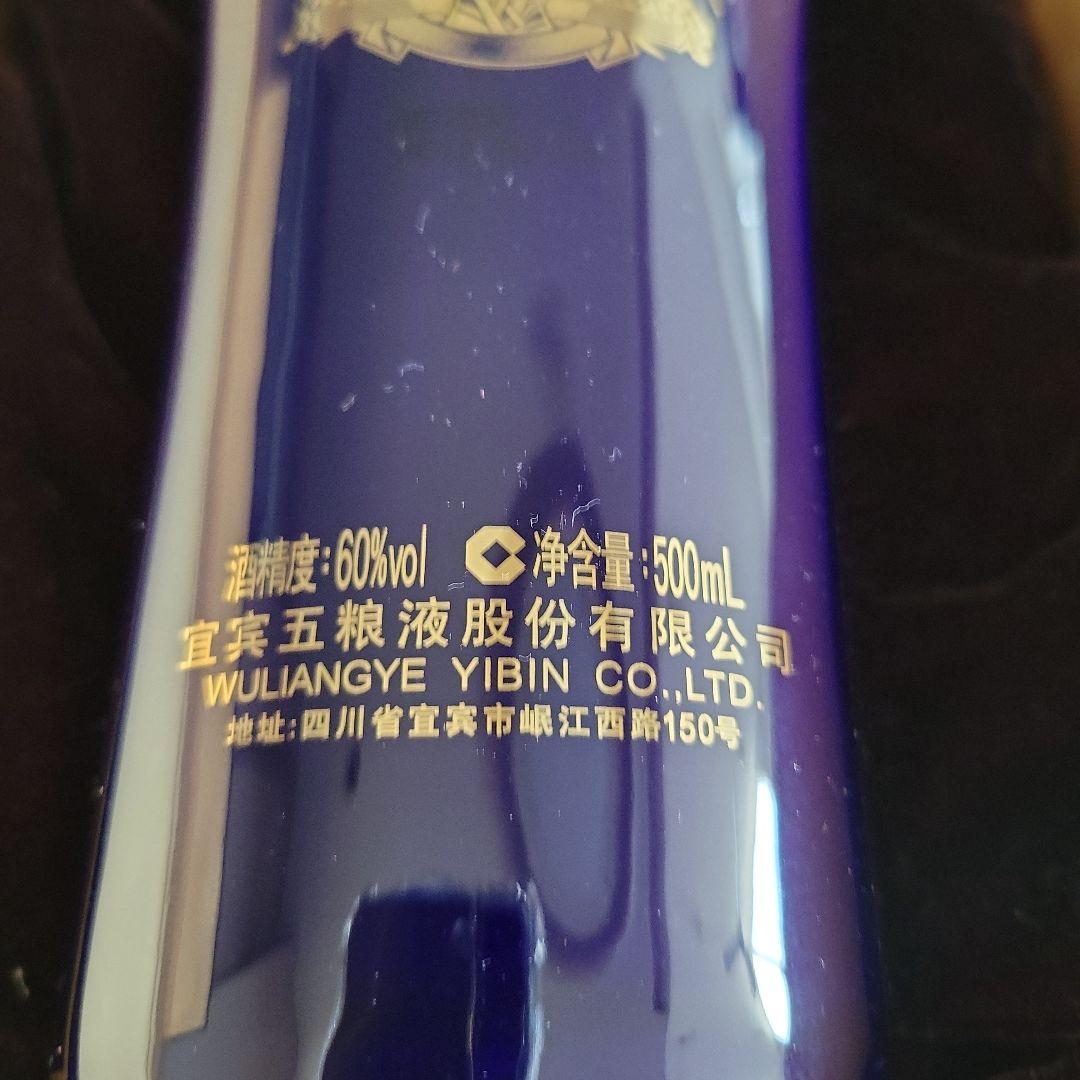 酒精度:60%vol C 净含量:500mL
宜宾五粮液股份有限公司
WULIANGYE YIBIN CO.,LTD.
地址:四川省宜宾市岷江西路150号